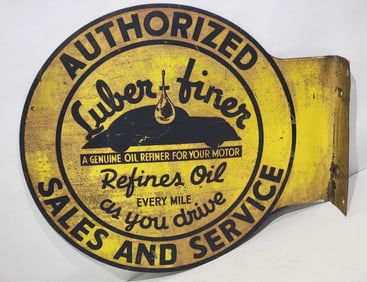 AUTHORIZED
Luber-finer
A GENUINE OIL REFINER FOR YOUR MOTOR
Refines Oil
EVERY MILE
as you drive
SALES AND SERVICE